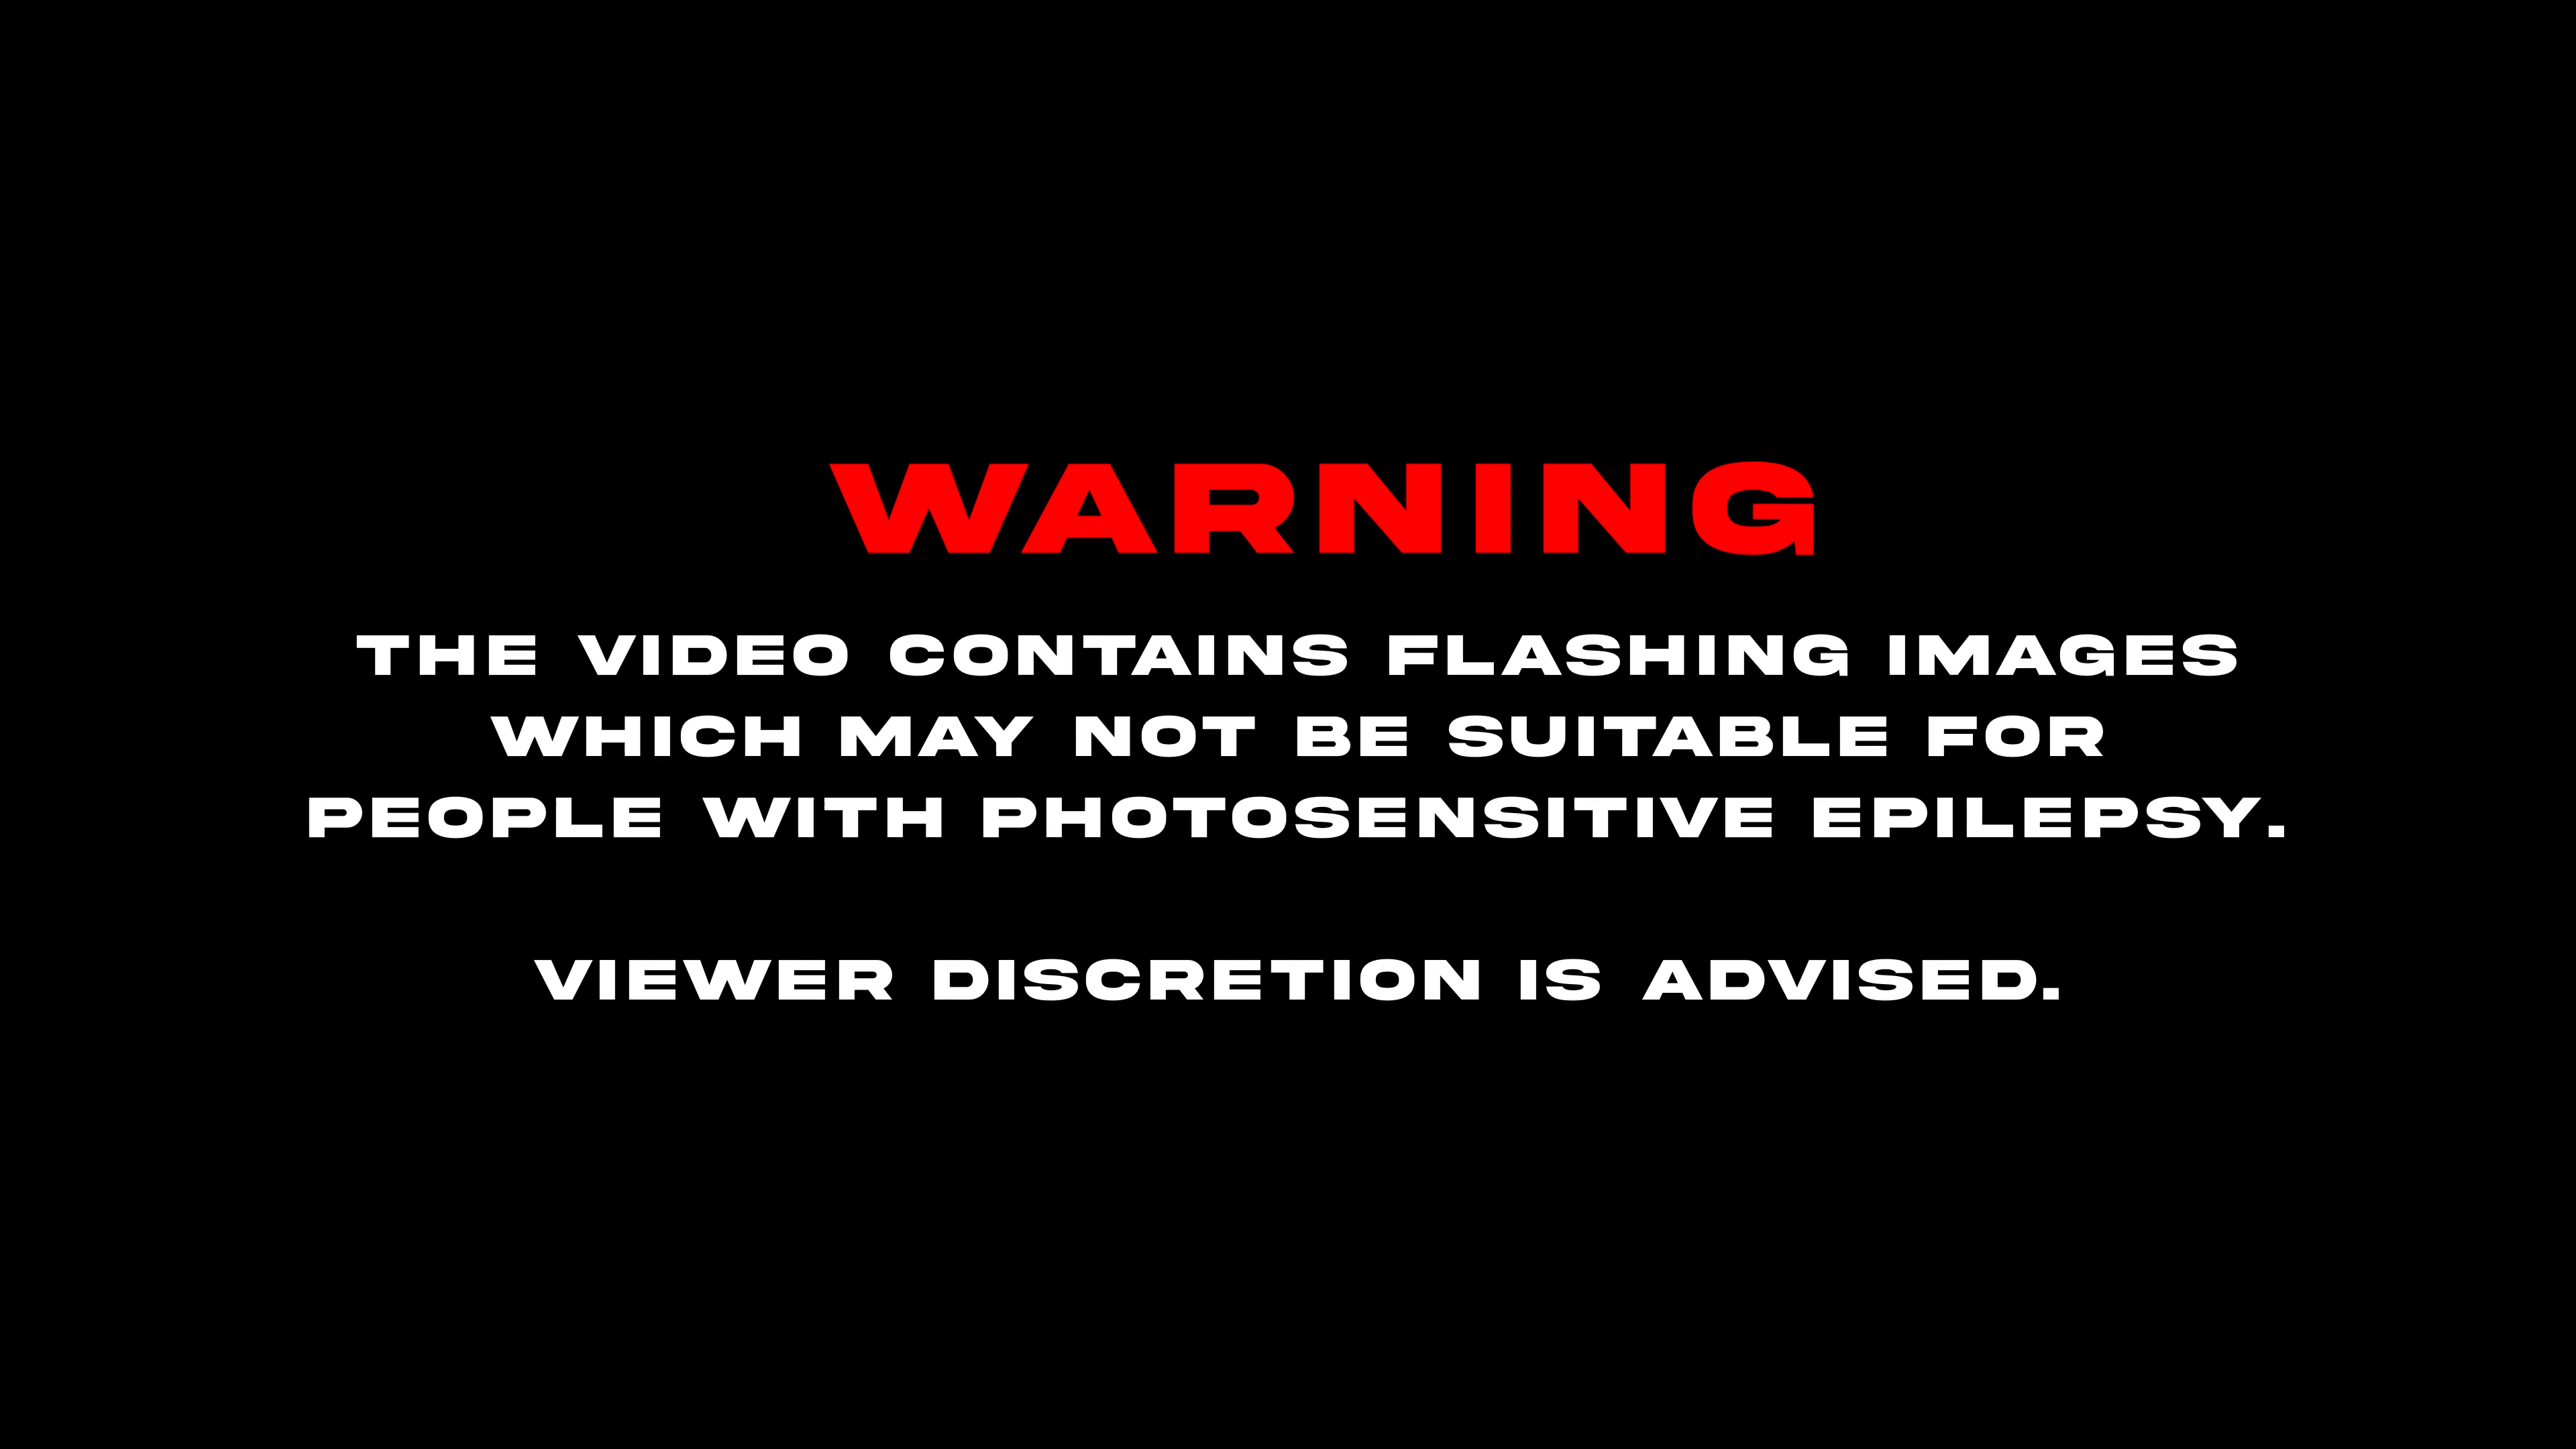 WARNING
THE VIDEO CONTAINS FLASHING IMAGES
WHICH MAY NOT BE SUITABLE FOR
PEOPLE WITH PHOTOSENSITIVE EPILEPSY.
VIEWER DISCRETION IS ADVISED.